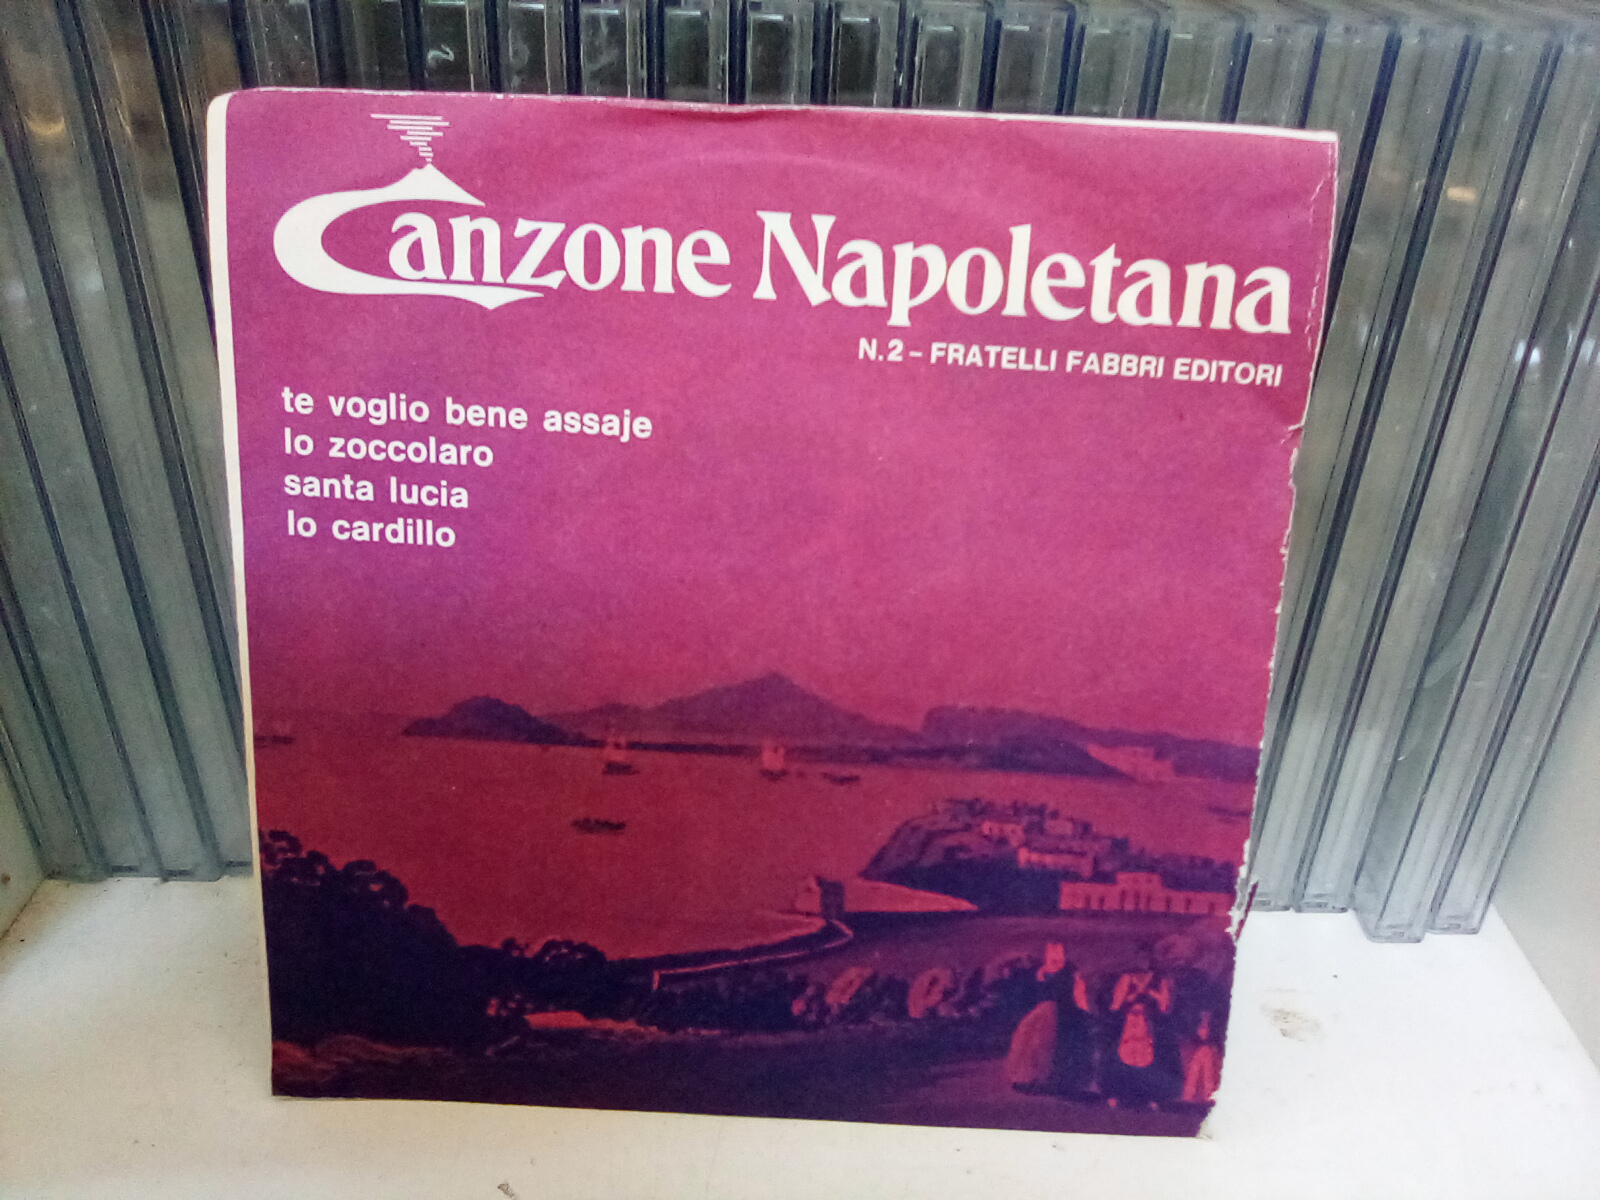 Canzone Napoletana
N.2 – FRATELLI FABBRI EDITORI
te voglio bene assaje
lo zoccolaro
santa lucia
lo cardillo